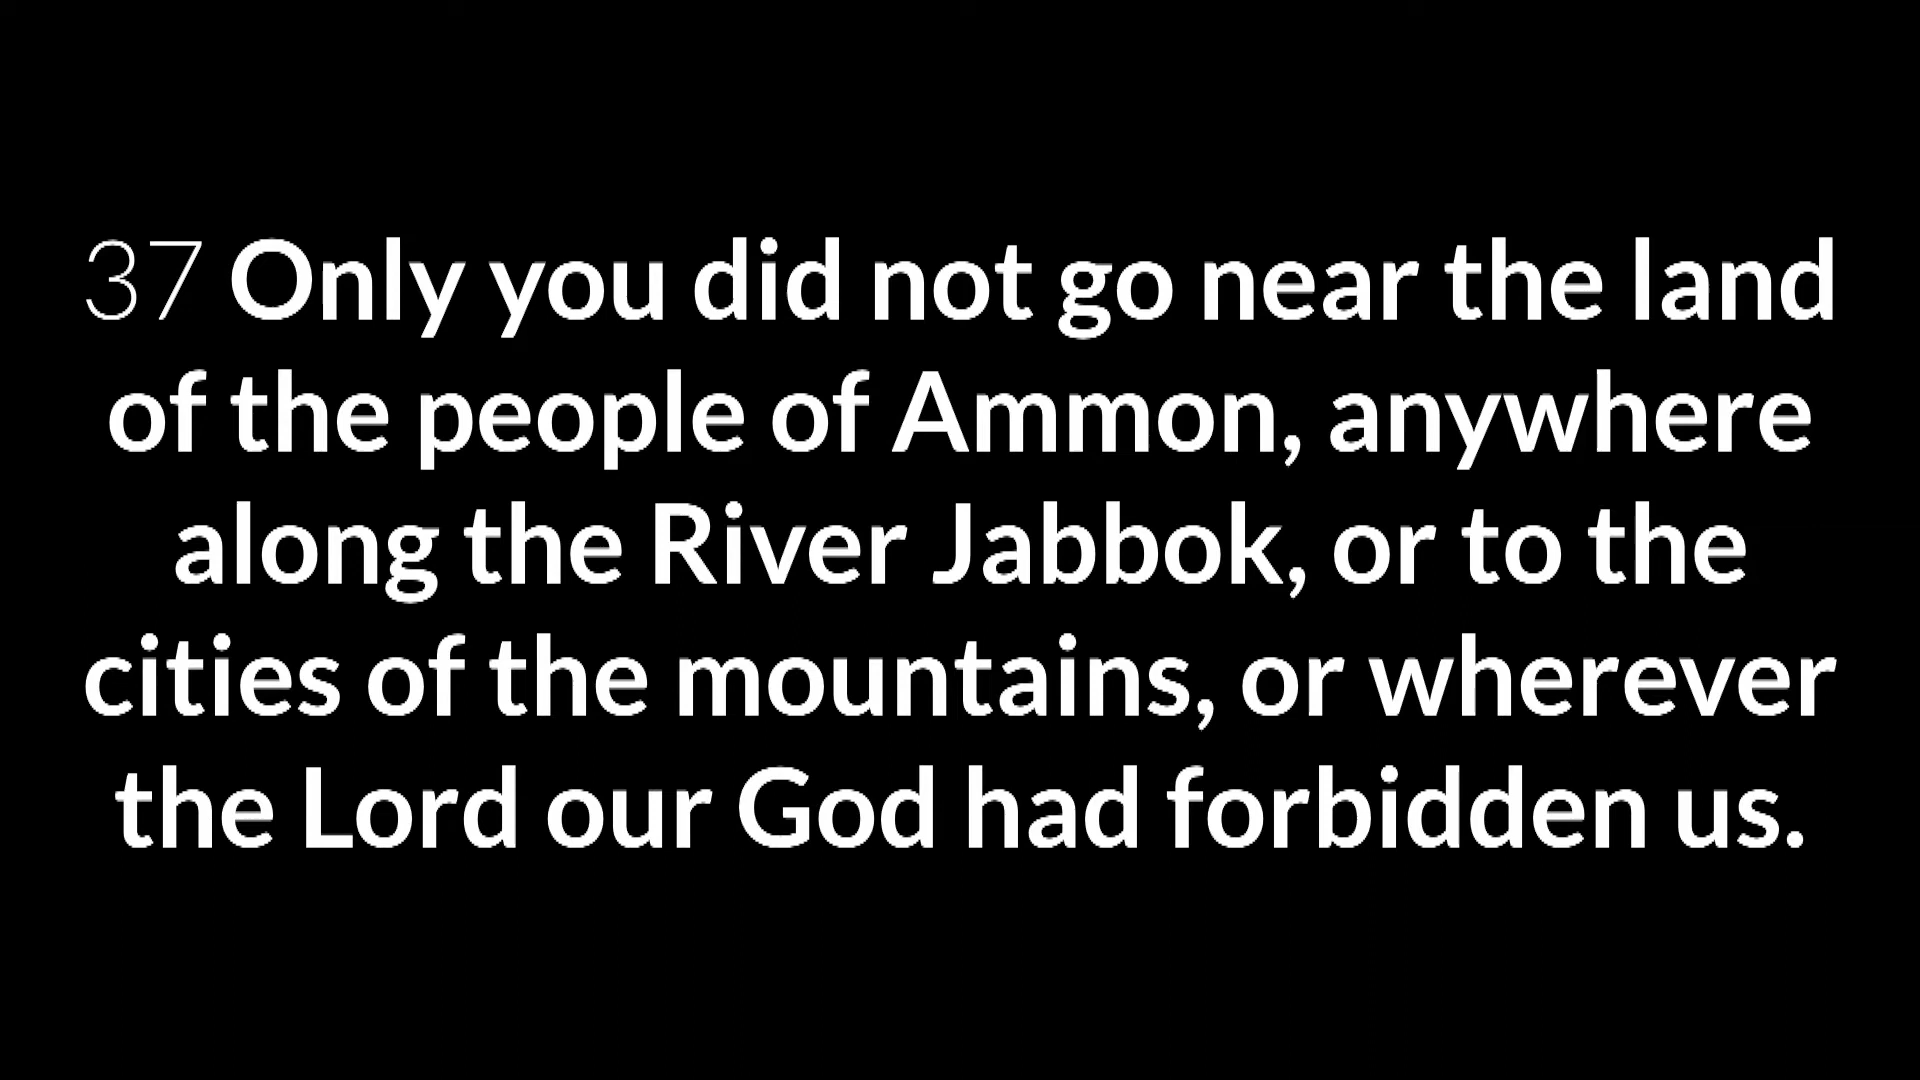 37 Only you did not go near the land
of the people of Ammon, anywhere
along the River Jabbok, or to the
cities of the mountains, or wherever
the Lord our God had forbidden us.